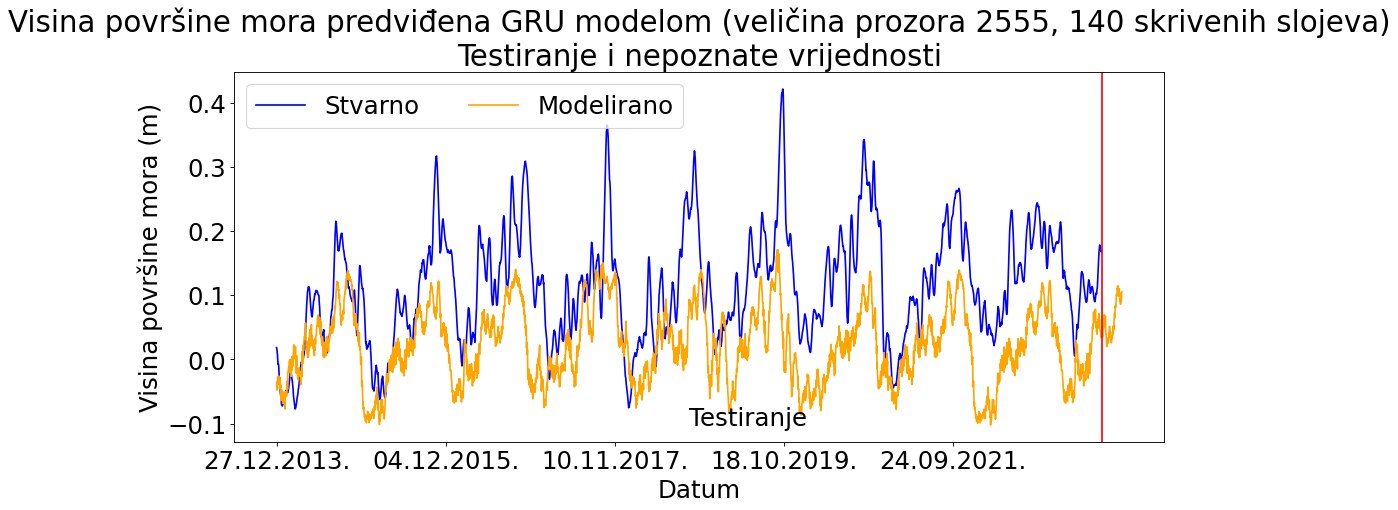 Visina površine mora predviđena GRU modelom (veličina prozora 2555, 140 skrivenih slojeva)
Testiranje i nepoznate vrijednosti
Stvarno
Modelirano
Visina površine mora (m)
0.4
0.3
0.2
0.1
0.0
−0.1
Testiranje
27.12.2013.
04.12.2015.
10.11.2017.
18.10.2019.
24.09.2021.
Datum